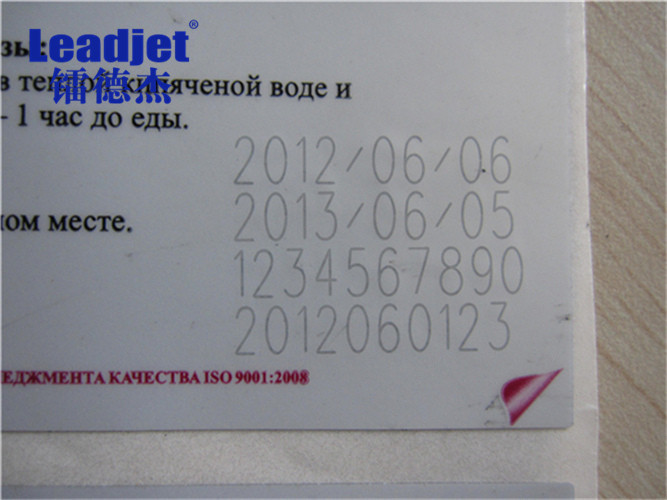 Leadjet
镭德杰
зы:
в теплой кипяченой воде и
- 1 час до еды.
2012/06/06
2013/06/05
ом месте.
1234567890
2012060123
ЕДЖМЕНТА КАЧЕСТВА ISO 9001:2008